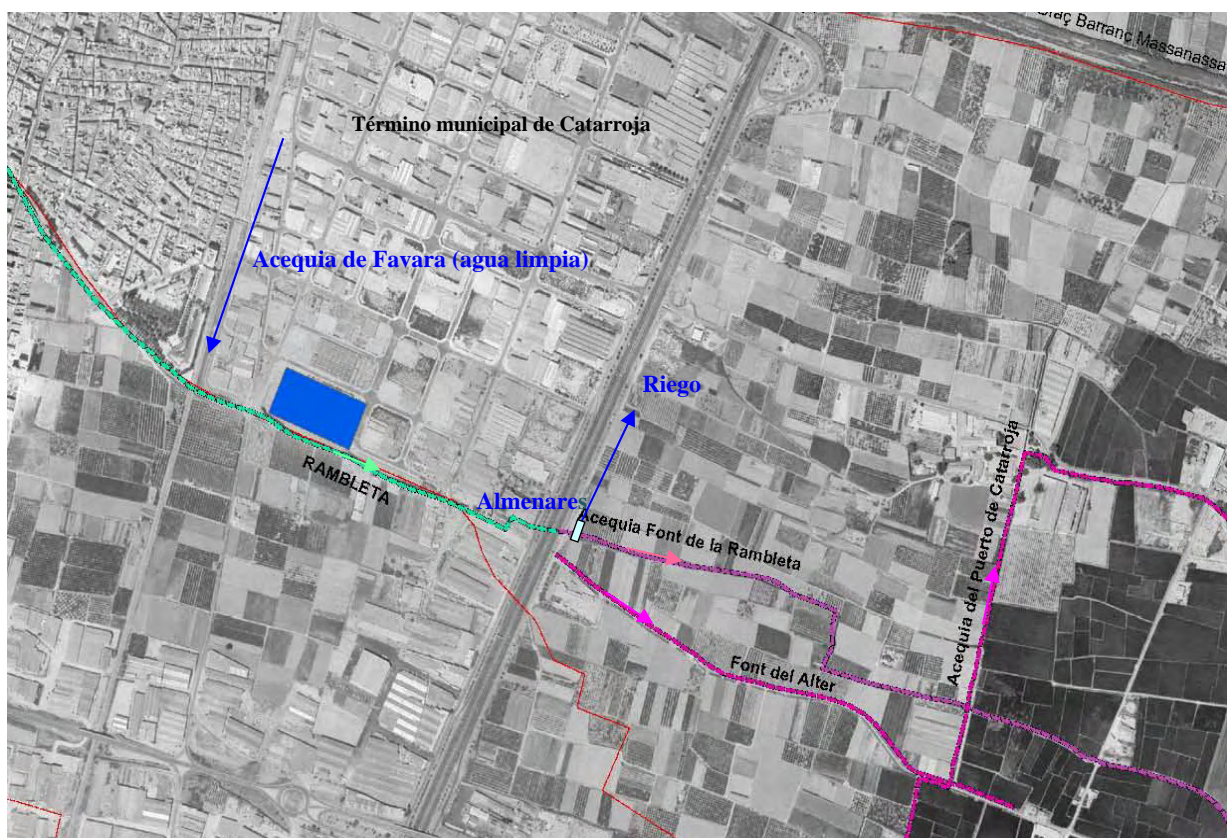 Braç Barranç Massanassa
Término municipal de Catarroja
Acequia de Favara (agua limpia)
Riego
RAMBLETA
Almenares
Acequia Font de la Rambleta
Acequia del Puerto de Catarroja
Font del Alter